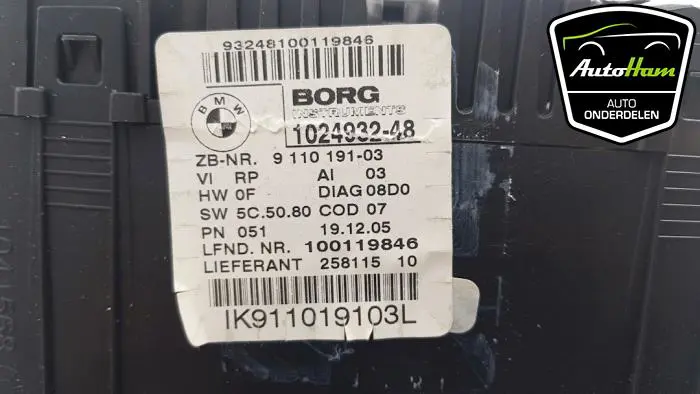 93248100119846
BMW
BORG
INSTRUMENTS
1024932-48
ZB-NR. 9 110 191-03
VI RP AI 03
HW 0F DIAG 08D0
SW 5C.50.80 COD 07
PN 051 19.12.05
LFND. NR. 100119846
LIEFERANT 258115 10
IK911019103L
AutoHam
AUTO
ONDERDELEN